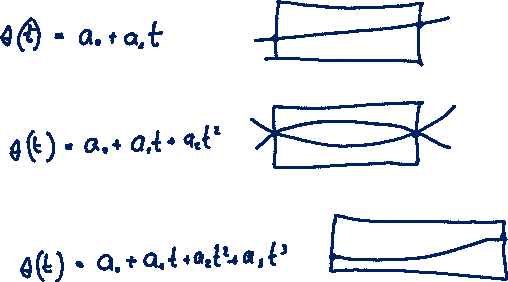 θ(t) = a₀ + a₁t
θ(t) = a₀ + a₁t + a₂t²
θ(t) = a₀ + a₁t + a₂t² + a₃t³